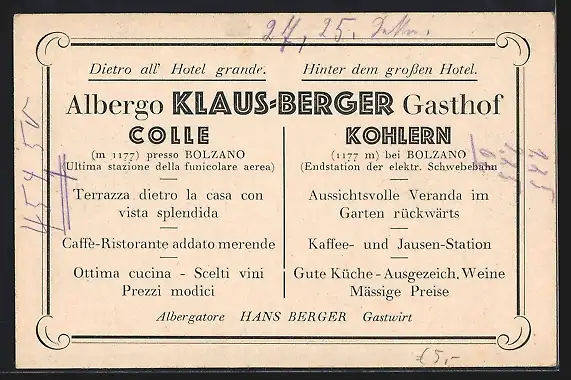 27, 25.
Dietro all' Hotel grande. Hinter dem großen Hotel.
Albergo KLAUS=BERGER Gasthof
COLLE KOHLERN
(m 1177) presso BOLZANO (1177 m) bei BOLZANO
(Ultima stazione della funicolare aerea) (Endstation der elektr. Schwebebahn
Terrazza dietro la casa con Aussichtsvolle Veranda im
vista splendida Garten rückwärts
Caffè-Ristorante addato merende Kaffee- und Jausen-Station
Ottima cucina - Scelti vini Gute Küche - Ausgezeich. Weine
Prezzi modici Mässige Preise
Albergatore HANS BERGER Gastwirt
€5,-